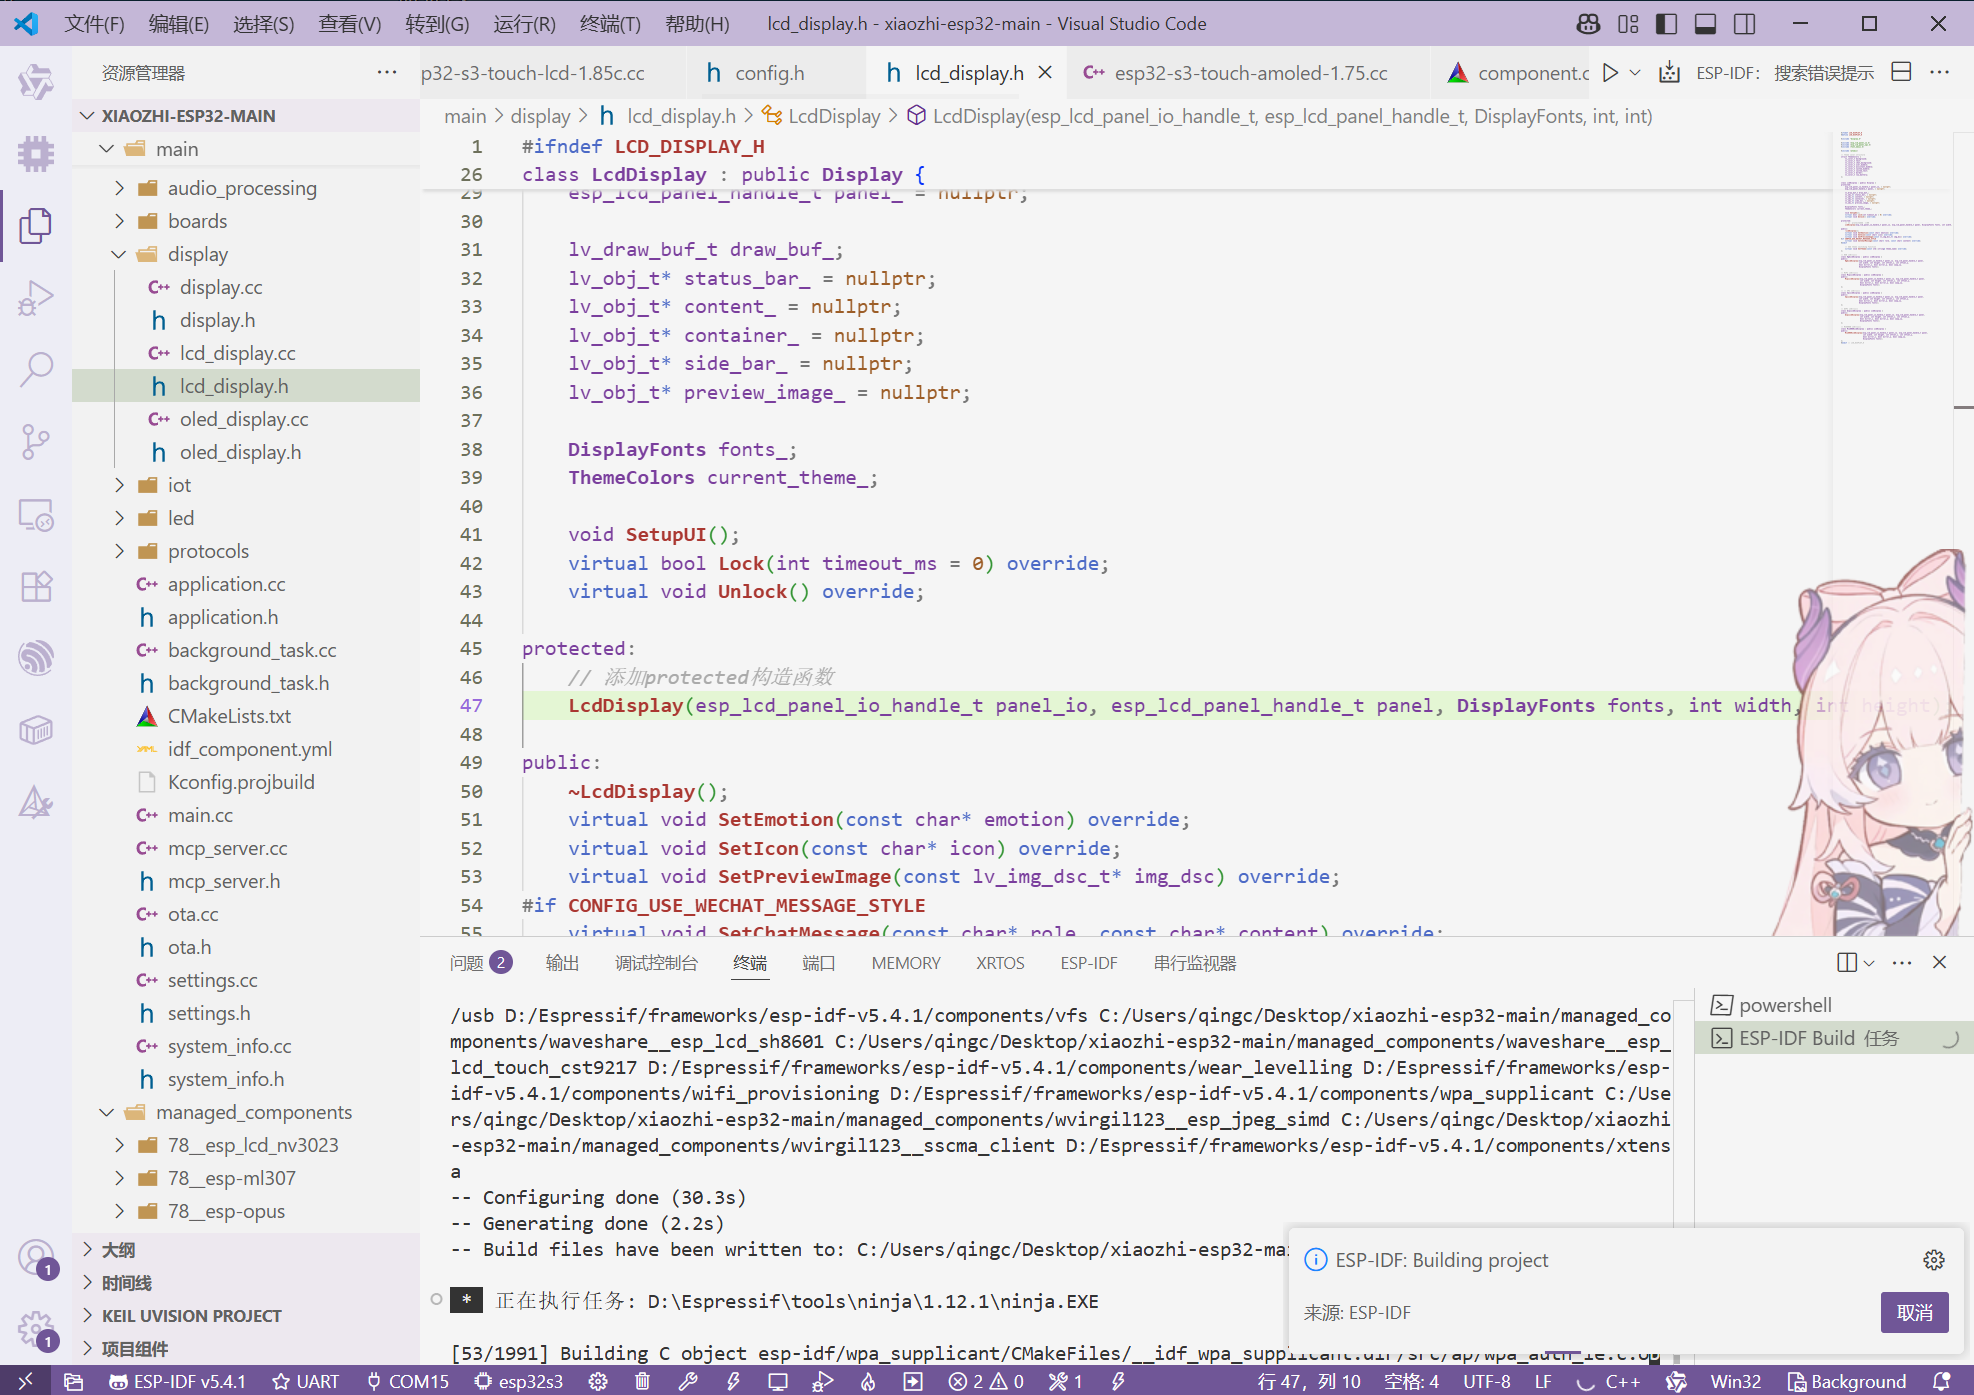 文件(F) 编辑(E) 选择(S) 查看(V) 转到(G) 运行(R) 终端(T) 帮助(H) lcd_display.h - xiaozhi-esp32-main - Visual Studio Code
资源管理器
p32-s3-touch-lcd-1.85c.cc config.h lcd_display.h esp32-s3-touch-amoled-1.75.cc component.c ESP-IDF: 搜索错误提示
main > display > lcd_display.h > LcdDisplay > LcdDisplay(esp_lcd_panel_io_handle_t, esp_lcd_panel_handle_t, DisplayFonts, int, int)
XIAOZHI-ESP32-MAIN
main
audio_processing
boards
display
display.cc
display.h
lcd_display.cc
lcd_display.h
oled_display.cc
oled_display.h
iot
led
protocols
application.cc
application.h
background_task.cc
background_task.h
CMakeLists.txt
idf_component.yml
Kconfig.projbuild
main.cc
mcp_server.cc
mcp_server.h
ota.cc
ota.h
settings.cc
settings.h
system_info.cc
system_info.h
managed_components
78__esp_lcd_nv3023
78__esp-ml307
78__esp-opus
大纲
时间线
KEIL UVISION PROJECT
项目组件
1
1
1 #ifndef LCD_DISPLAY_H
26 class LcdDisplay : public Display {
29 esp_lcd_panel_handle_t panel_ = nullptr;
30
31 lv_draw_buf_t draw_buf_;
32 lv_obj_t* status_bar_ = nullptr;
33 lv_obj_t* content_ = nullptr;
34 lv_obj_t* container_ = nullptr;
35 lv_obj_t* side_bar_ = nullptr;
36 lv_obj_t* preview_image_ = nullptr;
37
38 DisplayFonts fonts_;
39 ThemeColors current_theme_;
40
41 void SetupUI();
42 virtual bool Lock(int timeout_ms = 0) override;
43 virtual void Unlock() override;
44
45 protected:
46 // 添加protected构造函数
47 LcdDisplay(esp_lcd_panel_io_handle_t panel_io, esp_lcd_panel_handle_t panel, DisplayFonts fonts, int width, int height)
48
49 public:
50 ~LcdDisplay();
51 virtual void SetEmotion(const char* emotion) override;
52 virtual void SetIcon(const char* icon) override;
53 virtual void SetPreviewImage(const lv_img_dsc_t* img_dsc) override;
54 #if CONFIG_USE_WECHAT_MESSAGE_STYLE
55 virtual void SetChatMessage(const char* role, const char* content) override;
问题 2 输出 调试控制台 终端 端口 MEMORY XRTOS ESP-IDF 串行监视器
/usb D:/Espressif/frameworks/esp-idf-v5.4.1/components/vfs C:/Users/qingc/Desktop/xiaozhi-esp32-main/managed_co
mponents/waveshare__esp_lcd_sh8601 C:/Users/qingc/Desktop/xiaozhi-esp32-main/managed_components/waveshare__esp_
lcd_touch_cst9217 D:/Espressif/frameworks/esp-idf-v5.4.1/components/wear_levelling D:/Espressif/frameworks/esp-
idf-v5.4.1/components/wifi_provisioning D:/Espressif/frameworks/esp-idf-v5.4.1/components/wpa_supplicant C:/Use
rs/qingc/Desktop/xiaozhi-esp32-main/managed_components/wvirgil123__esp_jpeg_simd C:/Users/qingc/Desktop/xiaozhi
-esp32-main/managed_components/wvirgil123__sscma_client D:/Espressif/frameworks/esp-idf-v5.4.1/components/xtens
a
-- Configuring done (30.3s)
-- Generating done (2.2s)
-- Build files have been written to: C:/Users/qingc/Desktop/xiaozhi-esp32-ma
* 正在执行任务: D:\Espressif\tools\ninja\1.12.1\ninja.EXE
[53/1991] Building C object esp-idf/wpa_supplicant/CMakeFiles/__idf_wpa_supplicant.dir/src/ap/wpa_auth_ie.c.o
powershell
ESP-IDF Build 任务
ESP-IDF: Building project
来源: ESP-IDF
取消
ESP-IDF v5.4.1 UART COM15 esp32s3 2 0 1 行 47, 列 10 空格: 4 UTF-8 LF C++ Win32 Background